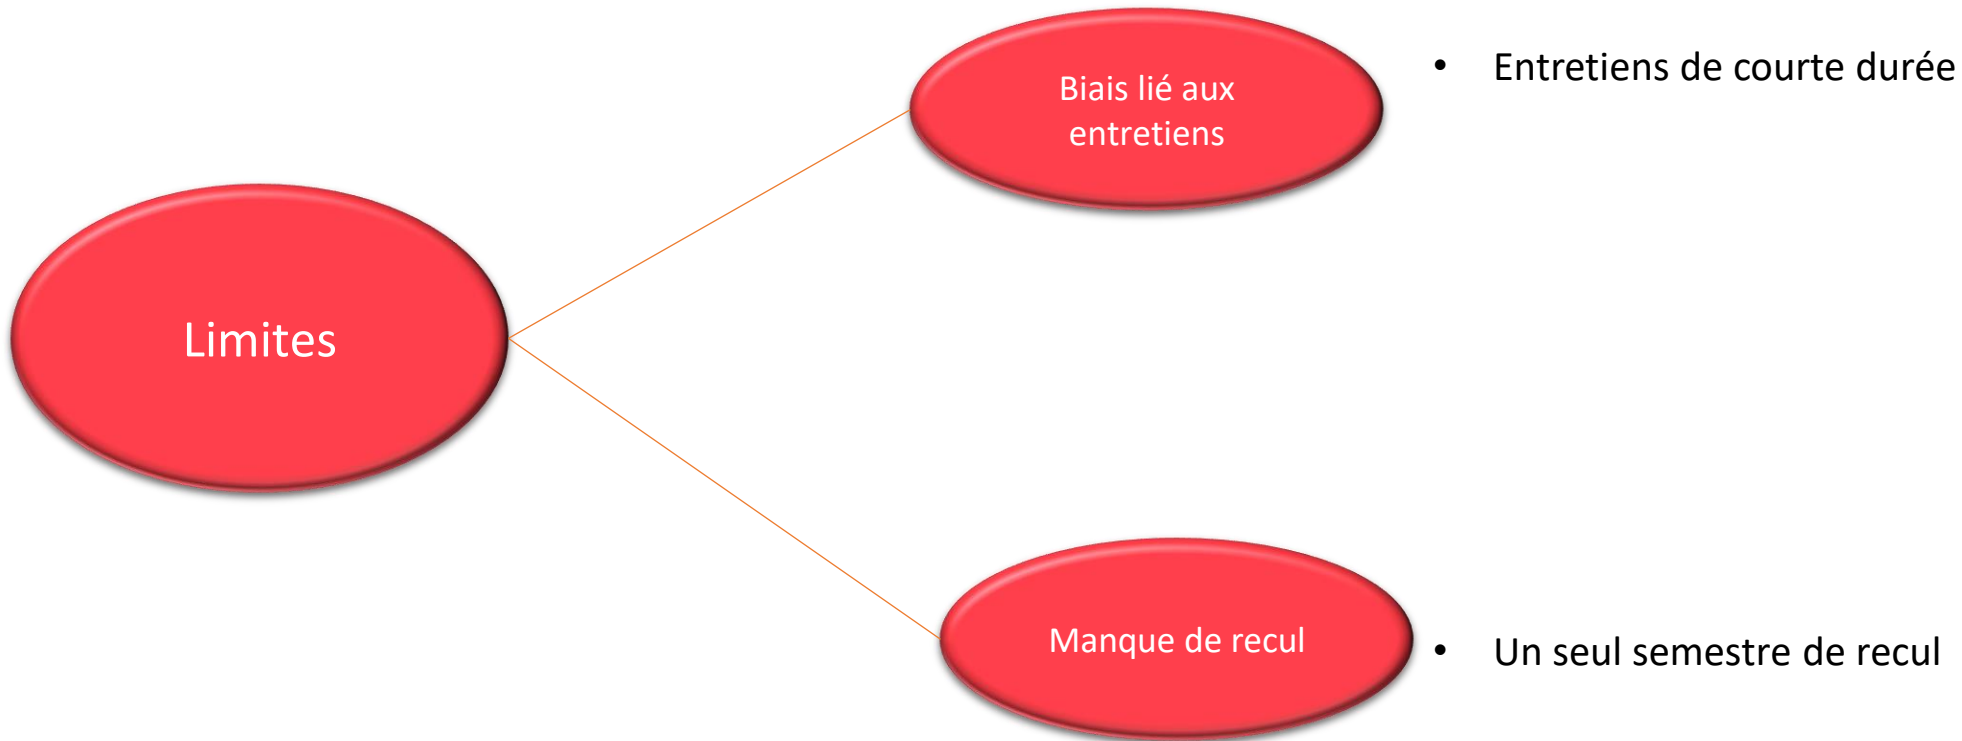 Limites
Biais lié aux
entretiens
• Entretiens de courte durée
Manque de recul
• Un seul semestre de recul